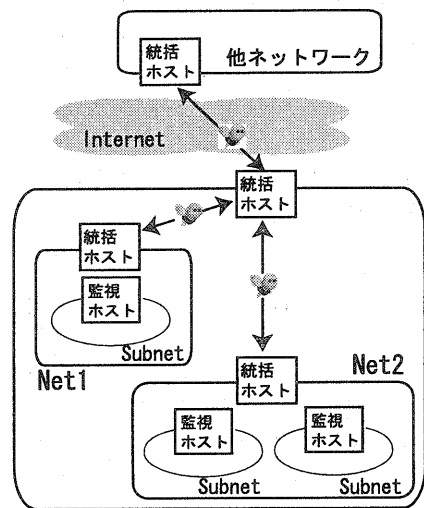 統括
ホスト
他ネットワーク
Internet
統括
ホスト
統括
ホスト
監視
ホスト
Subnet
Net1
統括
ホスト
Net2
監視
ホスト
監視
ホスト
Subnet
Subnet